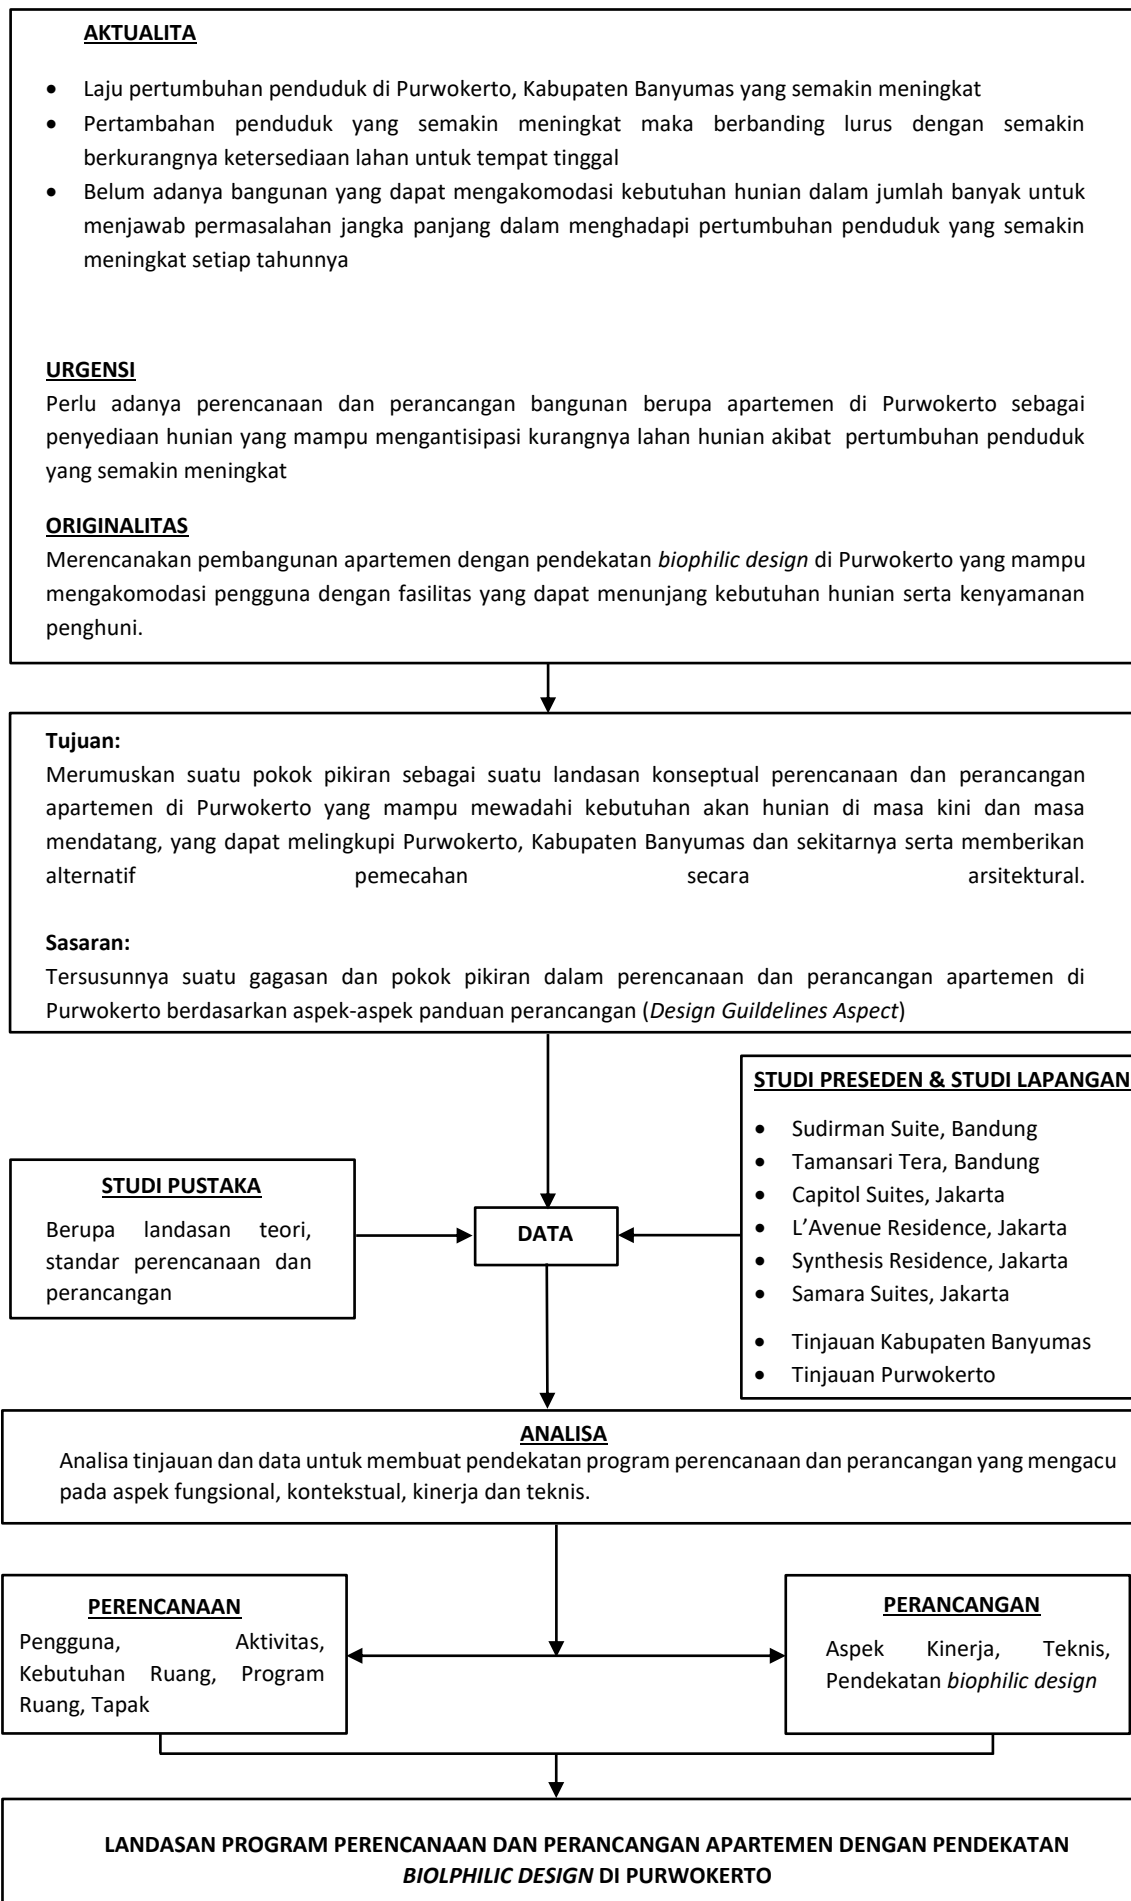 AKTUALITA
• Laju pertumbuhan penduduk di Purwokerto, Kabupaten Banyumas yang semakin meningkat
• Pertambahan penduduk yang semakin meningkat maka berbanding lurus dengan semakin
berkurangnya ketersediaan lahan untuk tempat tinggal
• Belum adanya bangunan yang dapat mengakomodasi kebutuhan hunian dalam jumlah banyak untuk
menjawab permasalahan jangka panjang dalam menghadapi pertumbuhan penduduk yang semakin
meningkat setiap tahunnya
URGENSI
Perlu adanya perencanaan dan perancangan bangunan berupa apartemen di Purwokerto sebagai
penyediaan hunian yang mampu mengantisipasi kurangnya lahan hunian akibat pertumbuhan penduduk
yang semakin meningkat
ORIGINALITAS
Merencanakan pembangunan apartemen dengan pendekatan biophilic design di Purwokerto yang mampu
mengakomodasi pengguna dengan fasilitas yang dapat menunjang kebutuhan hunian serta kenyamanan
penghuni.
Tujuan:
Merumuskan suatu pokok pikiran sebagai suatu landasan konseptual perencanaan dan perancangan
apartemen di Purwokerto yang mampu mewadahi kebutuhan akan hunian di masa kini dan masa
mendatang, yang dapat melingkupi Purwokerto, Kabupaten Banyumas dan sekitarnya serta memberikan
alternatif pemecahan secara arsitektural.
Sasaran:
Tersusunnya suatu gagasan dan pokok pikiran dalam perencanaan dan perancangan apartemen di
Purwokerto berdasarkan aspek-aspek panduan perancangan (Design Guildelines Aspect)
STUDI PRESEDEN & STUDI LAPANGAN
• Sudirman Suite, Bandung
• Tamansari Tera, Bandung
• Capitol Suites, Jakarta
• L’Avenue Residence, Jakarta
• Synthesis Residence, Jakarta
• Samara Suites, Jakarta
• Tinjauan Kabupaten Banyumas
• Tinjauan Purwokerto
STUDI PUSTAKA
Berupa landasan teori,
standar perencanaan dan
perancangan
DATA
ANALISA
Analisa tinjauan dan data untuk membuat pendekatan program perencanaan dan perancangan yang mengacu
pada aspek fungsional, kontekstual, kinerja dan teknis.
PERENCANAAN
Pengguna, Aktivitas,
Kebutuhan Ruang, Program
Ruang, Tapak
PERANCANGAN
Aspek Kinerja, Teknis,
Pendekatan biophilic design
LANDASAN PROGRAM PERENCANAAN DAN PERANCANGAN APARTEMEN DENGAN PENDEKATAN
BIOLPHILIC DESIGN DI PURWOKERTO